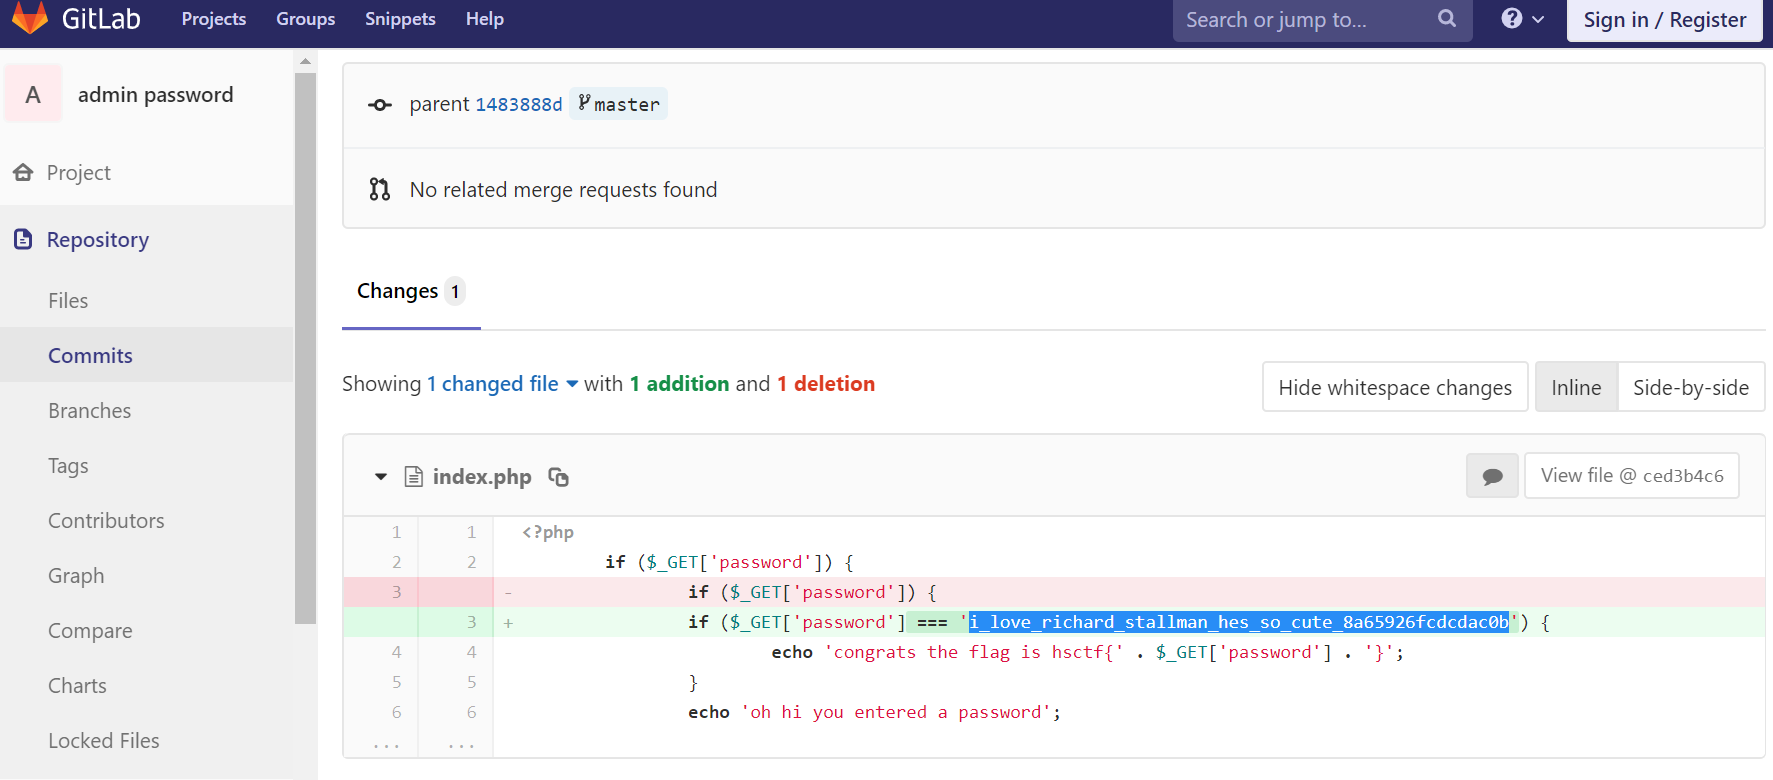 GitLab Projects Groups Snippets Help Search or jump to... Sign in / Register
A admin password
Project
Repository
Files
Commits
Branches
Tags
Contributors
Graph
Compare
Charts
Locked Files
parent 1483888d master
No related merge requests found
Changes 1
Showing 1 changed file with 1 addition and 1 deletion
Hide whitespace changes Inline Side-by-side
index.php View file @ ced3b4c6
1 1 <?php
2 2 if ($_GET['password']) {
3 - if ($_GET['password']) {
3 + if ($_GET['password'] === 'i_love_richard_stallman_hes_so_cute_8a65926fcdcdac0b') {
4 4 echo 'congrats the flag is hsctf{' . $_GET['password'] . '}';
5 5 }
6 6 echo 'oh hi you entered a password';
... ...